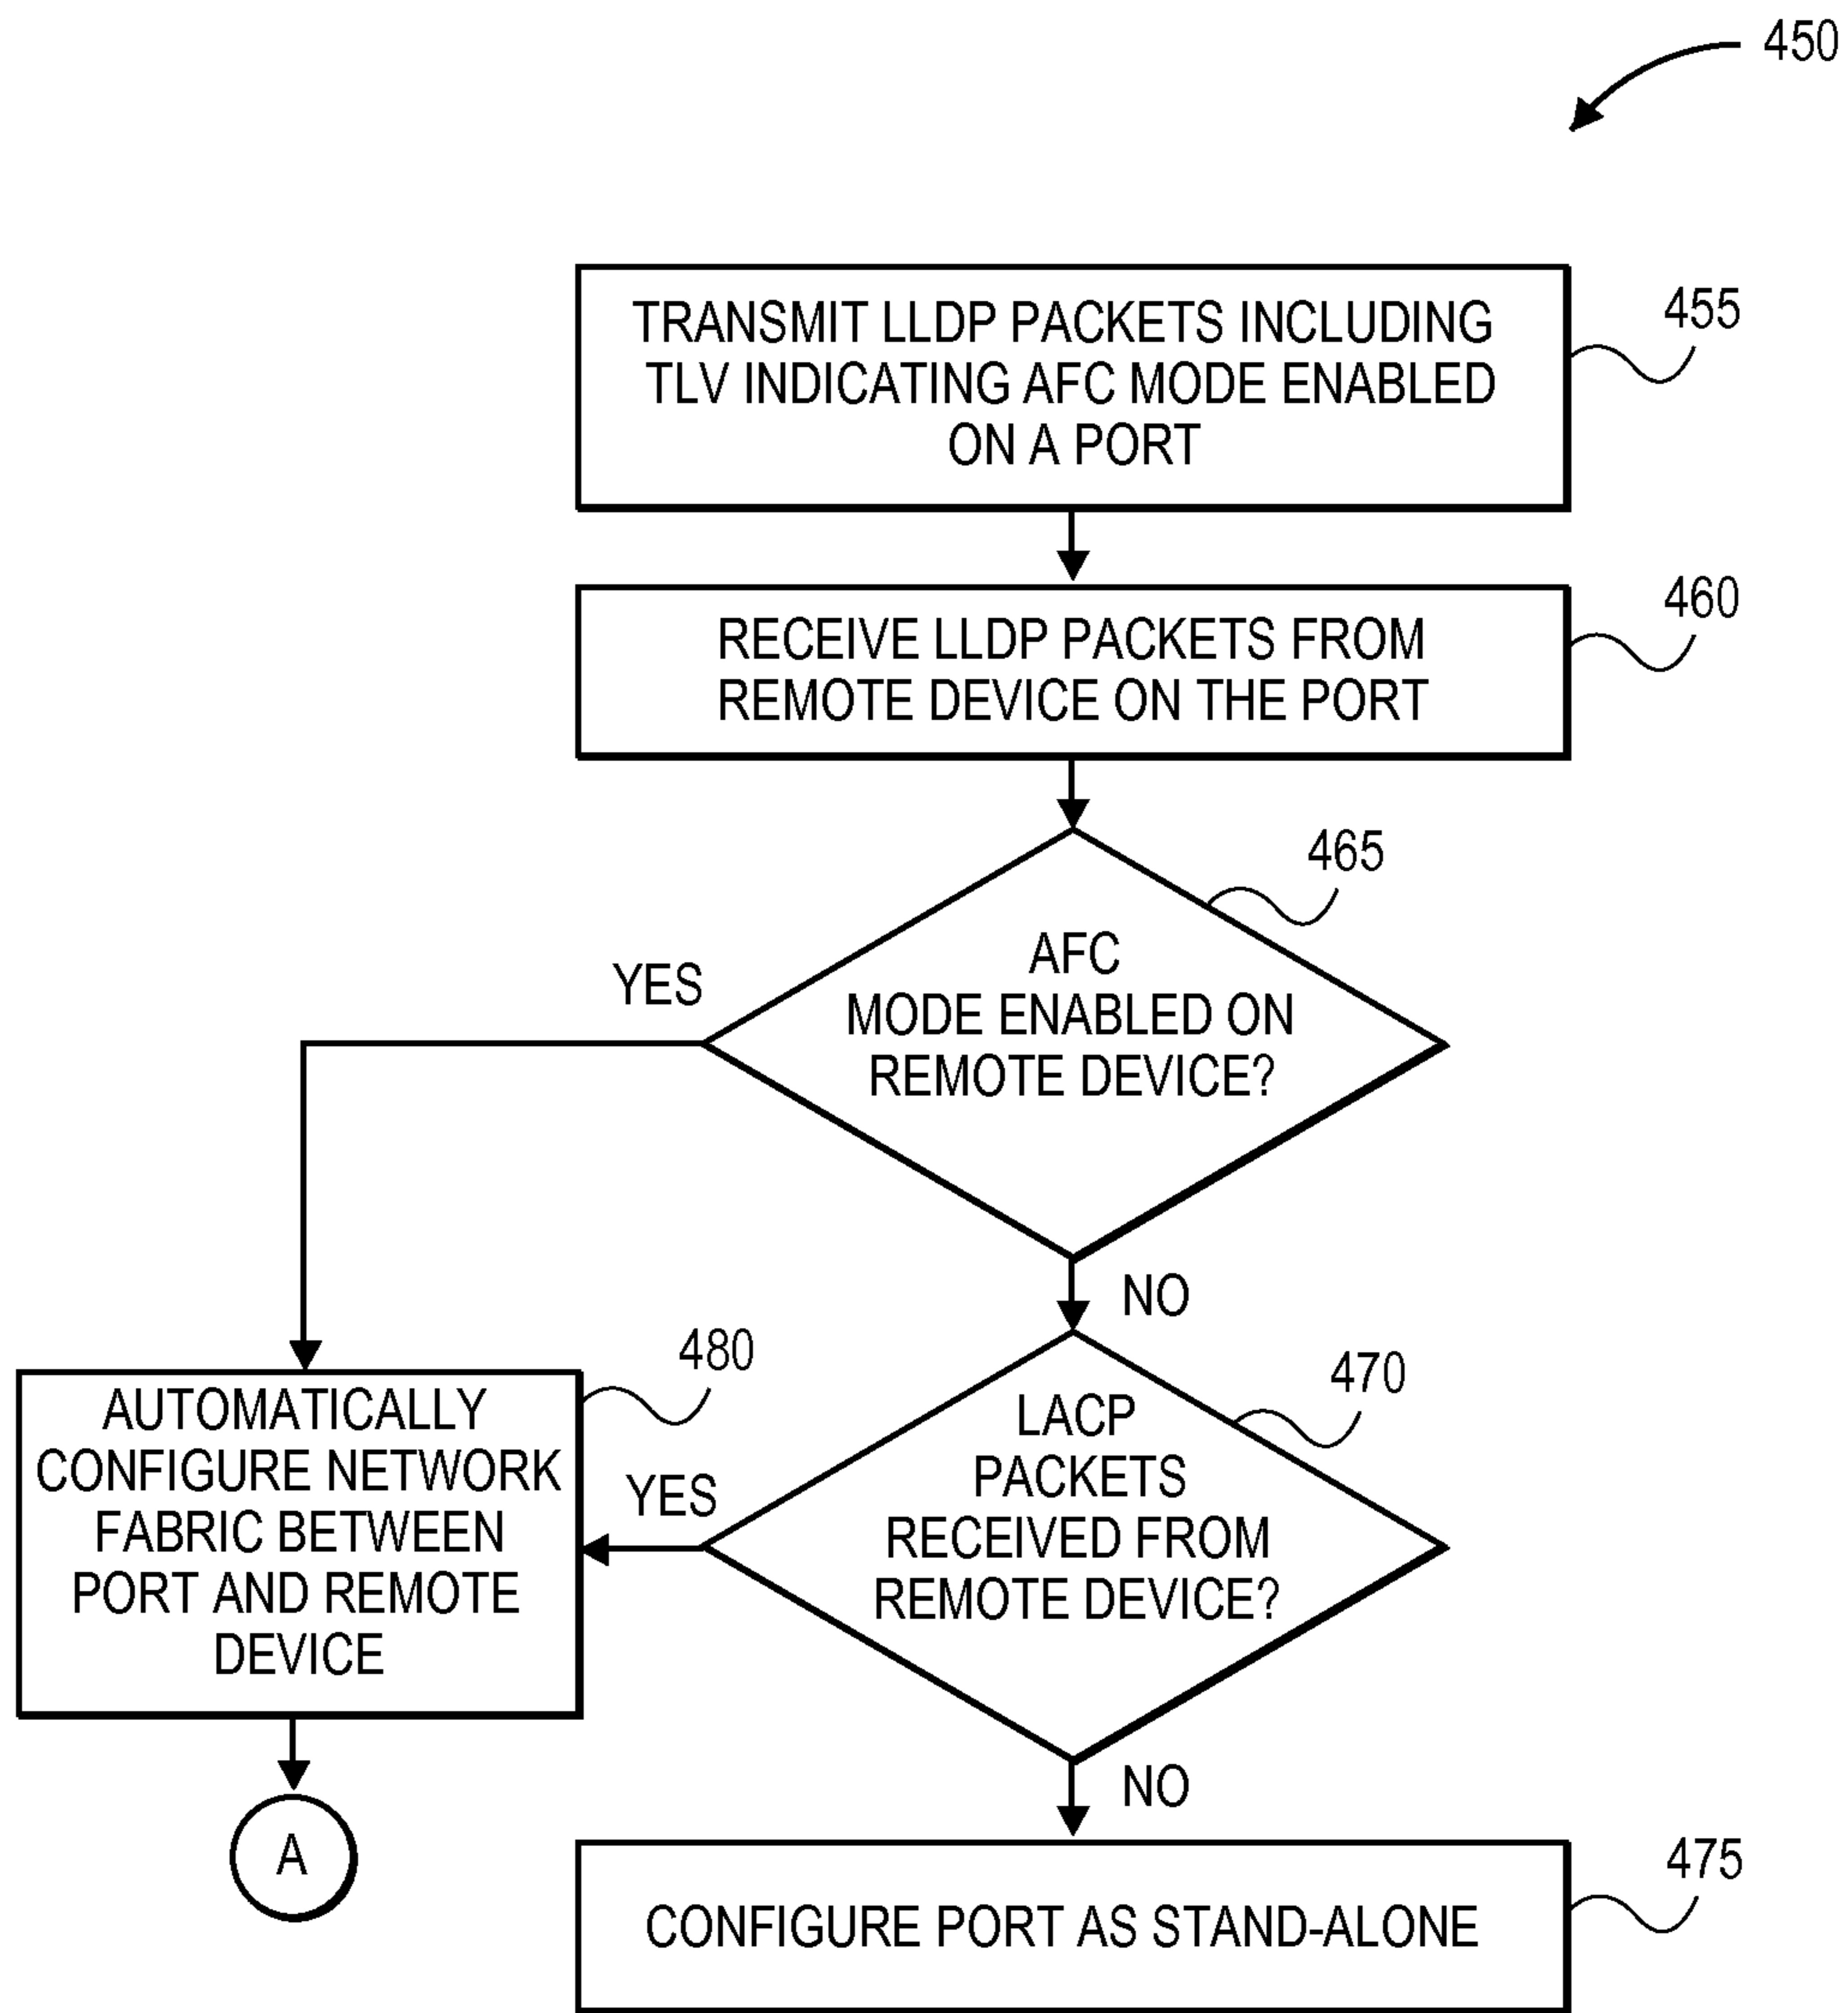 450
TRANSMIT LLDP PACKETS INCLUDING
TLV INDICATING AFC MODE ENABLED
ON A PORT
455
RECEIVE LLDP PACKETS FROM
REMOTE DEVICE ON THE PORT
460
465
AFC
MODE ENABLED ON
REMOTE DEVICE?
YES
NO
480
AUTOMATICALLY
CONFIGURE NETWORK
FABRIC BETWEEN
PORT AND REMOTE
DEVICE
YES
470
LACP
PACKETS
RECEIVED FROM
REMOTE DEVICE?
NO
A
475
CONFIGURE PORT AS STAND-ALONE